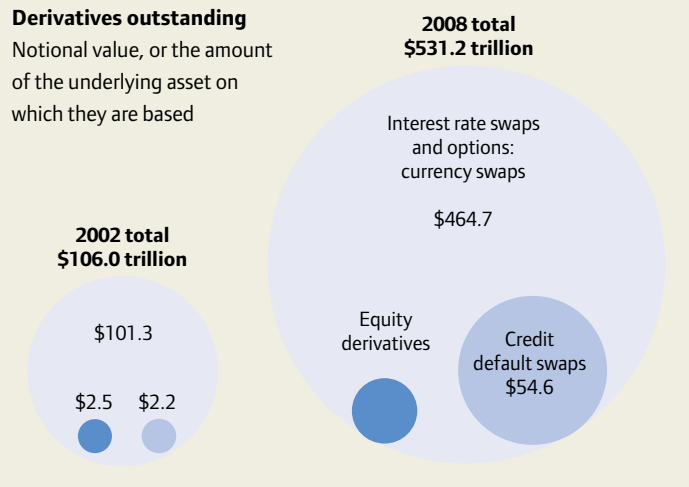 Derivatives outstanding
Notional value, or the amount
of the underlying asset on
which they are based
2002 total
$106.0 trillion
$101.3
$2.5
$2.2
2008 total
$531.2 trillion
Interest rate swaps
and options:
currency swaps
$464.7
Equity
derivatives
Credit
default swaps
$54.6